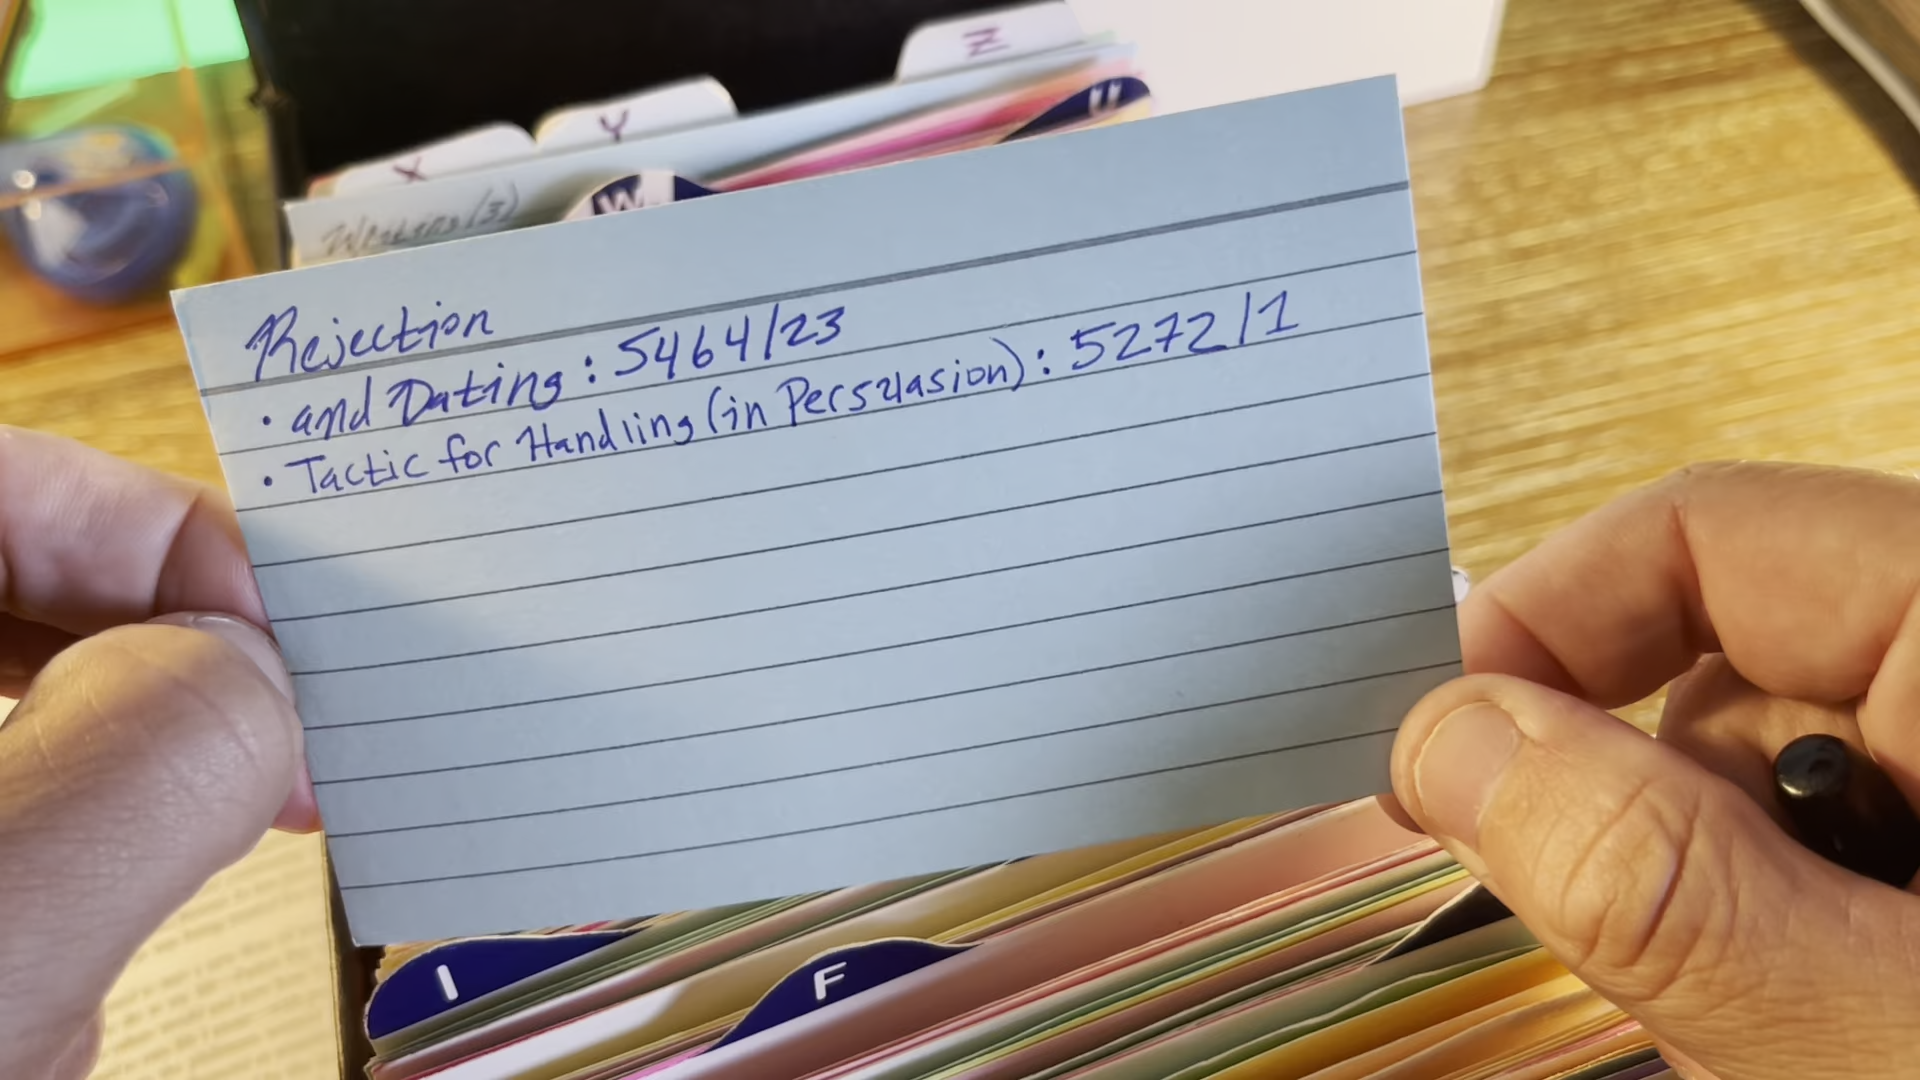 Z
Y
X
W
Rejection
• and Dating : 5464/23
• Tactic for Handling (in Persuasion) : 5272/1
I
F